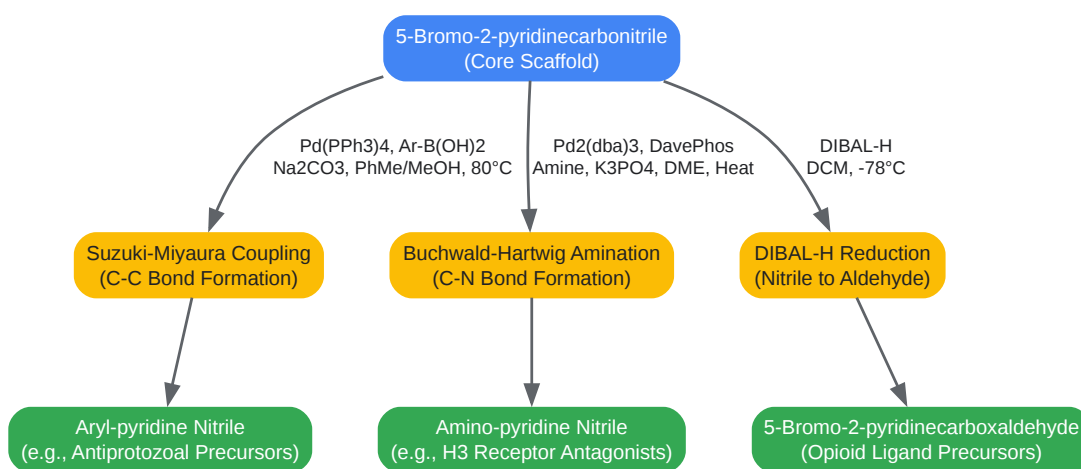 5-Bromo-2-pyridinecarbonitrile
(Core Scaffold)
Pd(PPh3)4, Ar-B(OH)2
Na2CO3, PhMe/MeOH, 80°C
Pd2(dba)3, DavePhos
Amine, K3PO4, DME, Heat
DIBAL-H
DCM, -78°C
Suzuki-Miyaura Coupling
(C-C Bond Formation)
Buchwald-Hartwig Amination
(C-N Bond Formation)
DIBAL-H Reduction
(Nitrile to Aldehyde)
Aryl-pyridine Nitrile
(e.g., Antiprotozoal Precursors)
Amino-pyridine Nitrile
(e.g., H3 Receptor Antagonists)
5-Bromo-2-pyridinecarboxaldehyde
(Opioid Ligand Precursors)